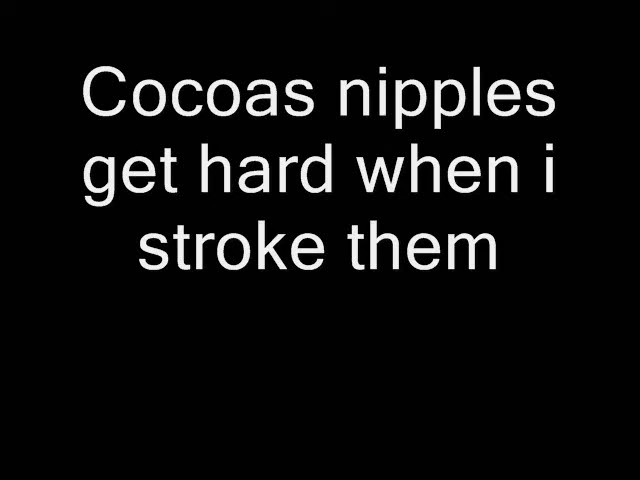 Cocoas nipples
get hard when i
stroke them